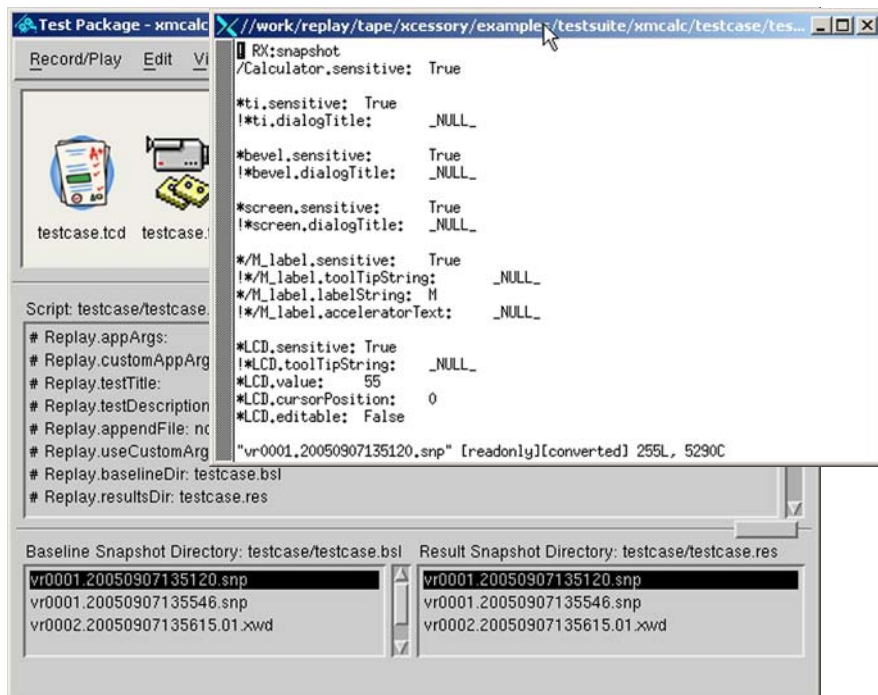 Test Package - xmcalc
//work/replay/tape/xcessory/examples/testsuite/xmcalc/testcase/tes...
Record/Play Edit Vi
RX:snapshot
/Calculator.sensitive: True
*ti.sensitive: True
!*ti.dialogTitle: _NULL_
*bevel.sensitive: True
!*bevel.dialogTitle: _NULL_
*screen.sensitive: True
!*screen.dialogTitle: _NULL_
*/M_label.sensitive: True
!*/M_label.toolTipString: _NULL_
*/M_label.labelString: M
!*/M_label.acceleratorText: _NULL_
*LCD.sensitive: True
!*LCD.toolTipString: _NULL_
*LCD.value: 55
*LCD.cursorPosition: 0
*LCD.editable: False
"vr0001.20050907135120.snp" [readonly][converted] 255L, 5290C
testcase.tcd testcase.
Script: testcase/testcase.
# Replay.appArgs:
# Replay.customAppArg
# Replay.testTitle:
# Replay.testDescription
# Replay.appendFile: no
# Replay.useCustomArg
# Replay.baselineDir: testcase.bsl
# Replay.resultsDir: testcase.res
Baseline Snapshot Directory: testcase/testcase.bsl
vr0001.20050907135120.snp
vr0001.20050907135546.snp
vr0002.20050907135615.01.xwd
Result Snapshot Directory: testcase/testcase.res
vr0001.20050907135120.snp
vr0001.20050907135546.snp
vr0002.20050907135615.01.xwd